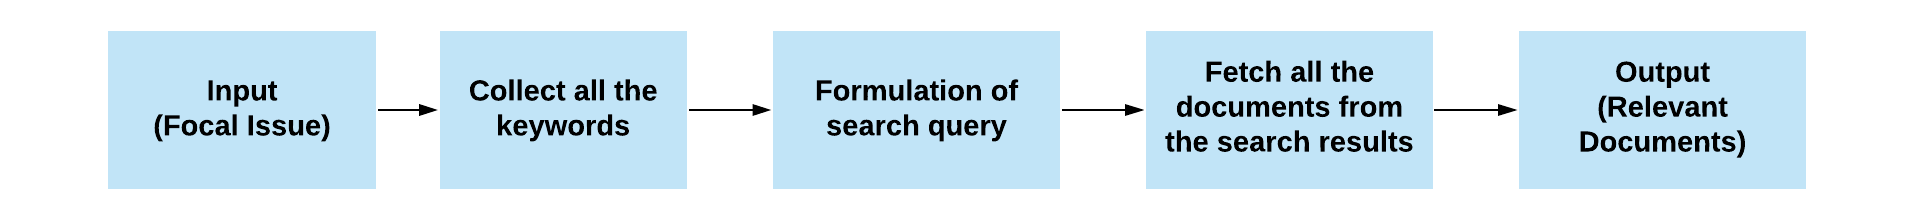 Input
(Focal Issue)
Collect all the
keywords
Formulation of
search query
Fetch all the
documents from
the search results
Output
(Relevant
Documents)